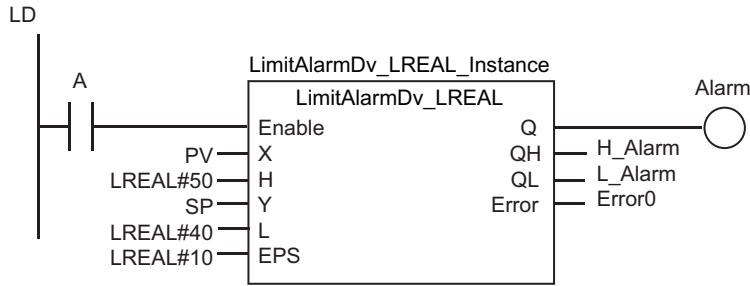 LD
A
LimitAlarmDv_LREAL_Instance
LimitAlarmDv_LREAL
Alarm
Enable Q
PV X QH H_Alarm
LREAL#50 H QL L_Alarm
SP Y Error Error0
LREAL#40 L
LREAL#10 EPS